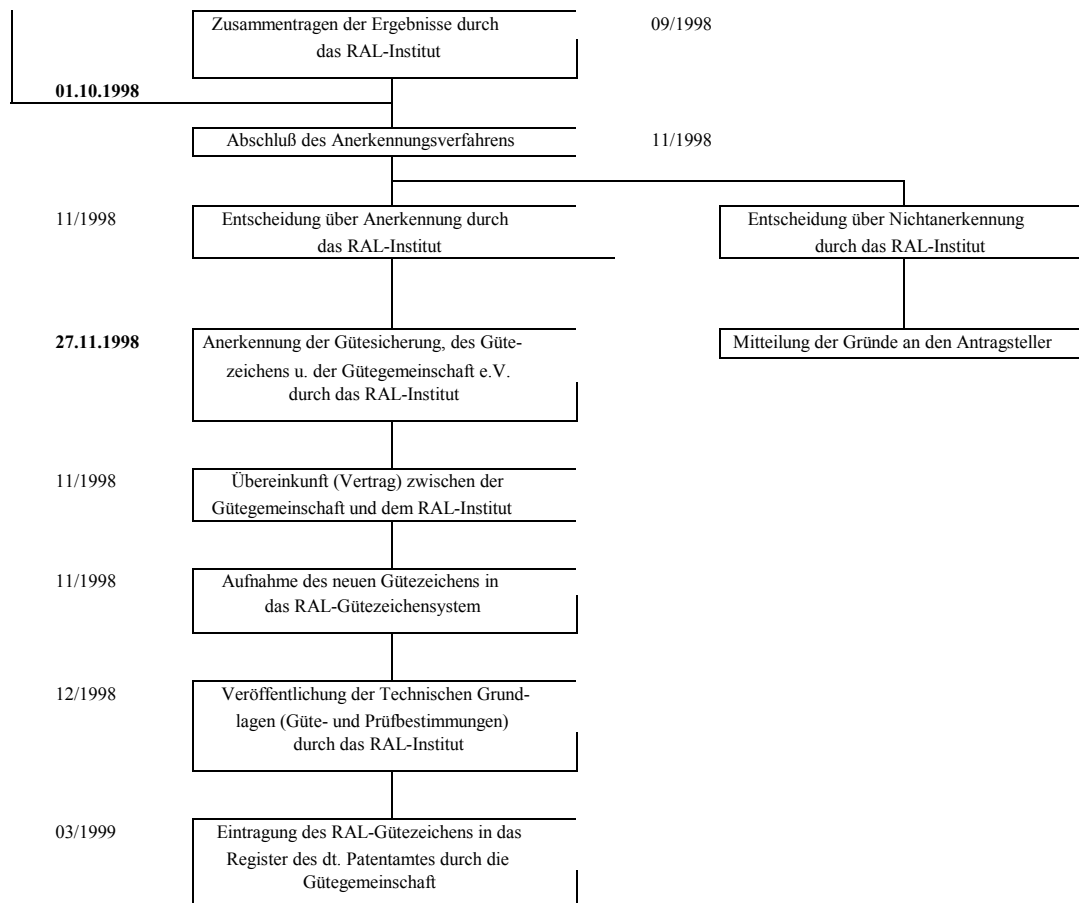 Zusammentragen der Ergebnisse durch
das RAL-Institut
09/1998
01.10.1998
Abschluß des Anerkennungsverfahrens
11/1998
11/1998
Entscheidung über Anerkennung durch
das RAL-Institut
Entscheidung über Nichtanerkennung
durch das RAL-Institut
27.11.1998
Anerkennung der Gütesicherung, des Güte-
zeichens u. der Gütegemeinschaft e.V.
durch das RAL-Institut
Mitteilung der Gründe an den Antragsteller
11/1998
Übereinkunft (Vertrag) zwischen der
Gütegemeinschaft und dem RAL-Institut
11/1998
Aufnahme des neuen Gütezeichens in
das RAL-Gütezeichensystem
12/1998
Veröffentlichung der Technischen Grund-
lagen (Güte- und Prüfbestimmungen)
durch das RAL-Institut
03/1999
Eintragung des RAL-Gütezeichens in das
Register des dt. Patentamtes durch die
Gütegemeinschaft